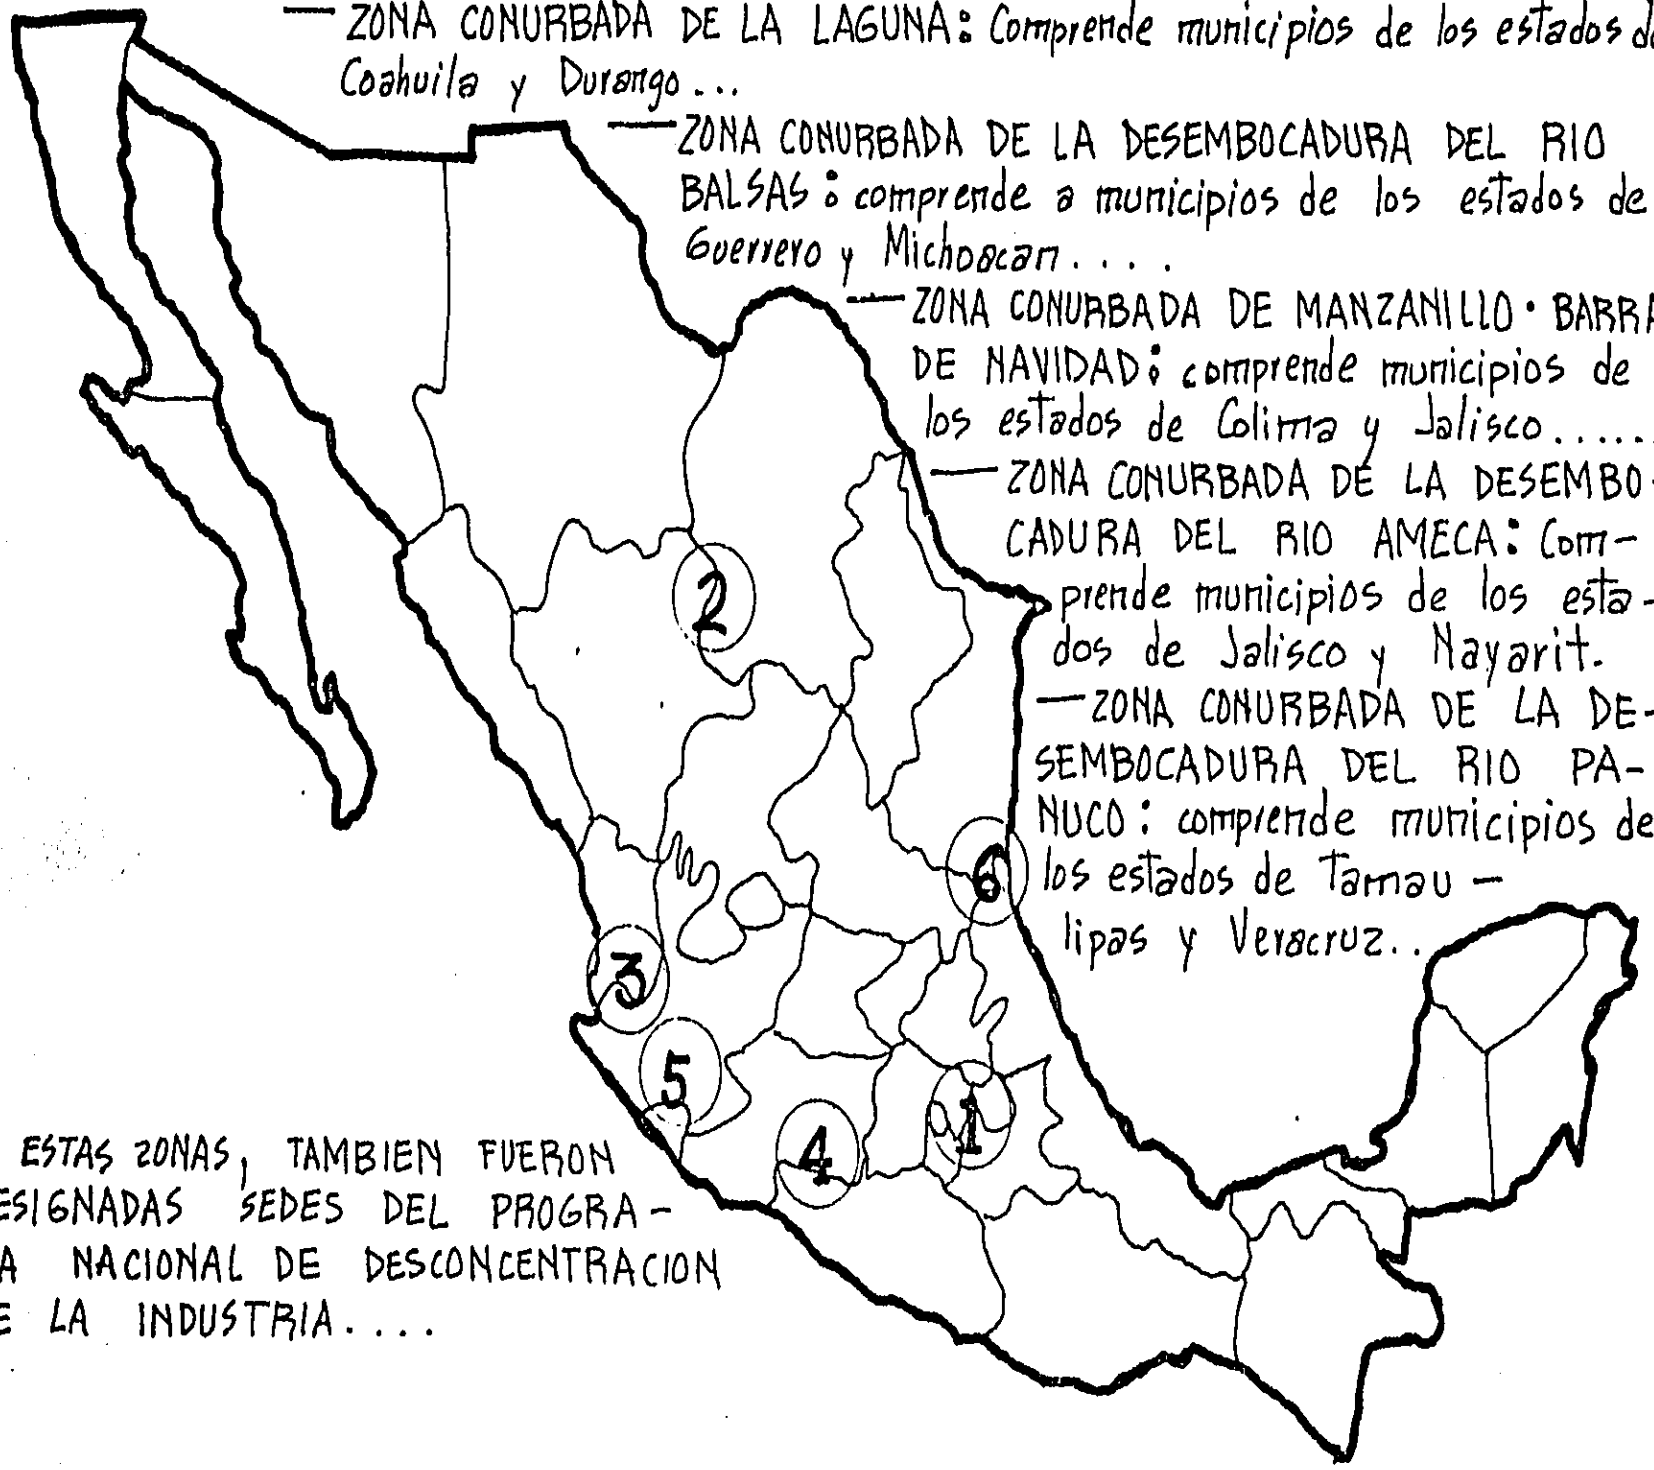 — ZONA CONURBADA DE LA LAGUNA: Comprende municipios de los estados de
Coahuila y Durango...
— ZONA CONURBADA DE LA DESEMBOCADURA DEL RIO
BALSAS: comprende a municipios de los estados de
Guerrero y Michoacan....
— ZONA CONURBADA DE MANZANILLO·BARRA
DE NAVIDAD: comprende municipios de
los estados de Colima y Jalisco......
— ZONA CONURBADA DE LA DESEMBO-
CADURA DEL RIO AMECA: Com-
prende municipios de los esta-
dos de Jalisco y Nayarit.
— ZONA CONURBADA DE LA DE-
SEMBOCADURA DEL RIO PA-
NUCO: comprende municipios de
los estados de Tamau-
lipas y Veracruz..
2
6
3
5
4
1
ESTAS ZONAS, TAMBIEN FUERON
ESIGNADAS SEDES DEL PROGRA-
A NACIONAL DE DESCONCENTRACION
E LA INDUSTRIA....